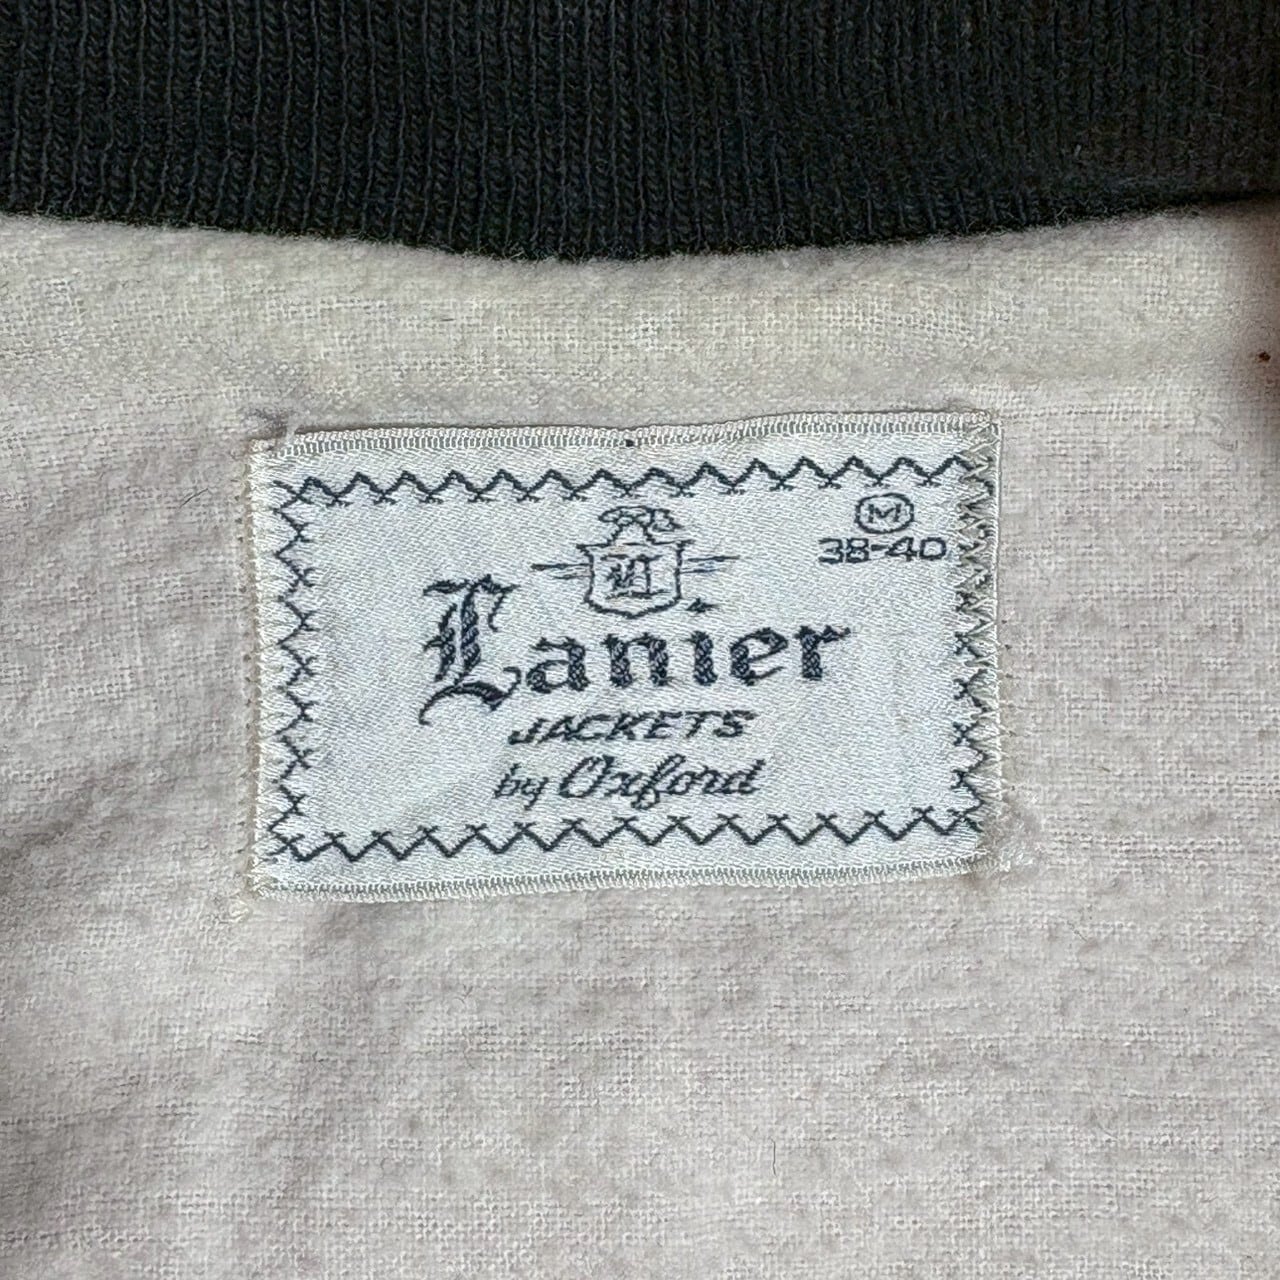 M
38-40
Lanier
JACKETS
by Oxford